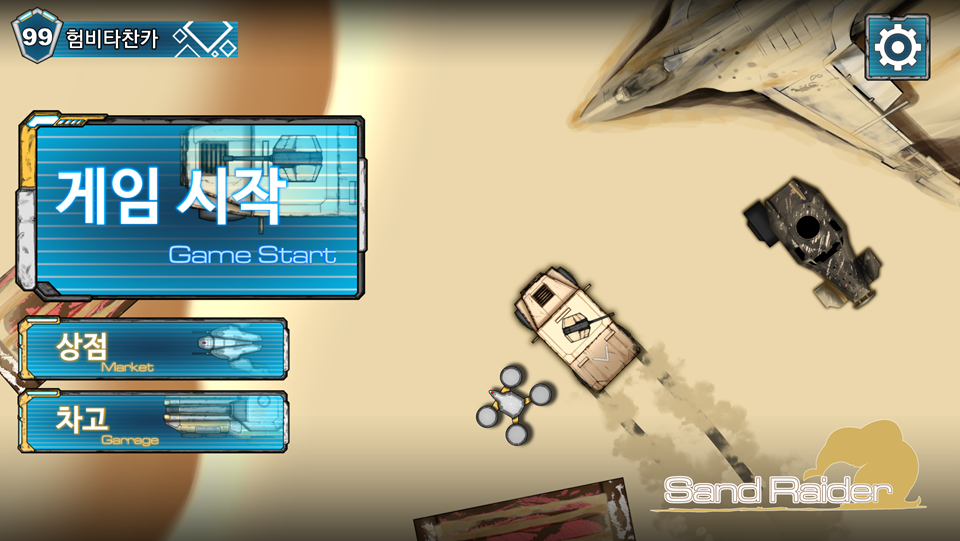 99 험비타찬카
게임 시작
Game Start
상점
Market
차고
Garrage
Sand Raider